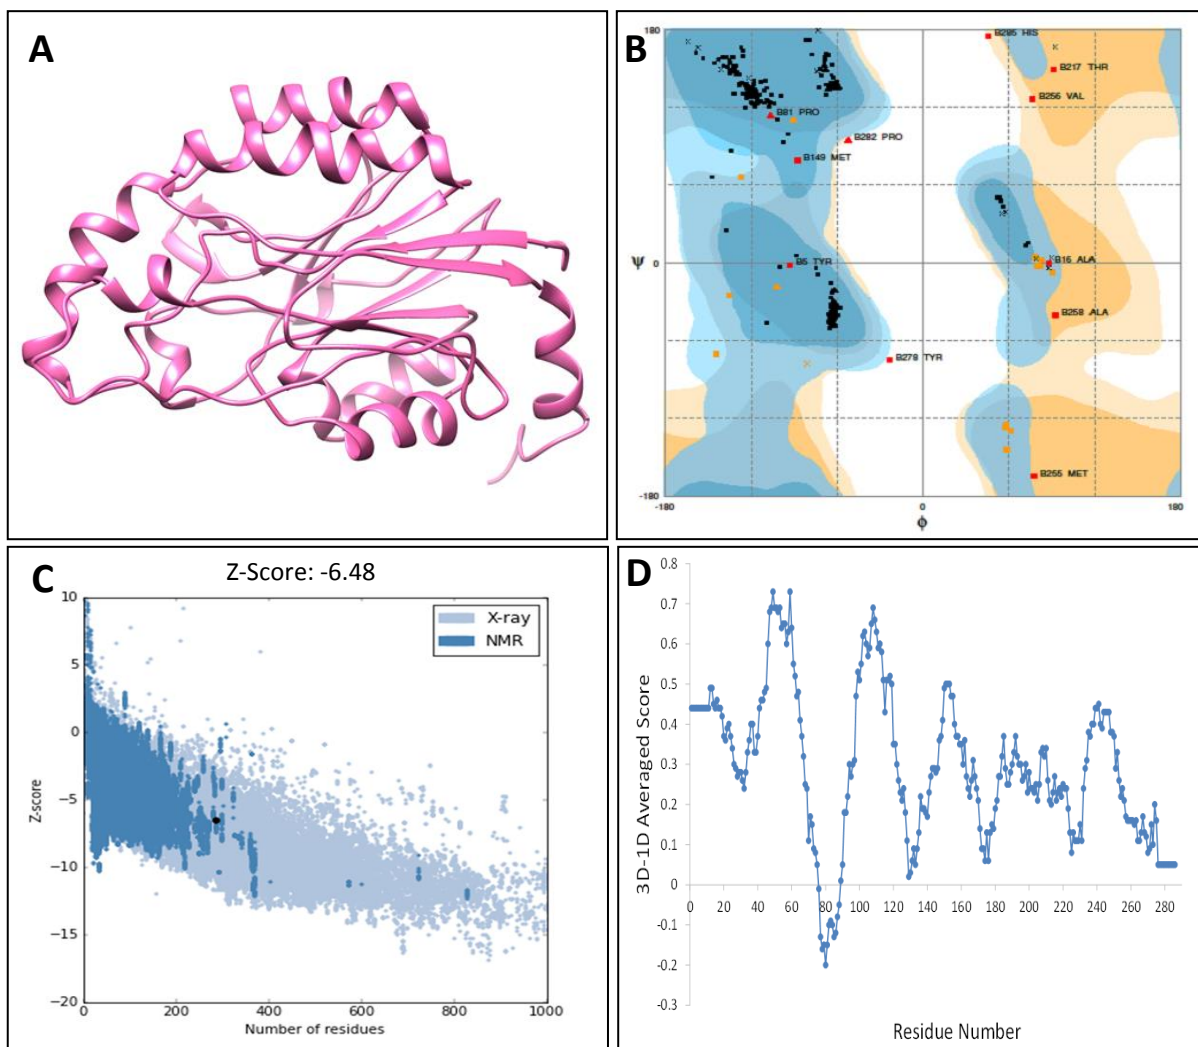 A
B
180
B285 HIS
B217 THR
B256 VAL
B81 PRO
B282 PRO
B149 MET
ψ
0
B5 TYR
B16 ALA
B258 ALA
B278 TYR
B255 MET
-180
-180
0
180
ϕ
C
Z-Score: -6.48
10
X-ray
NMR
5
0
Z-score
−5
−10
−15
−20
0
200
400
600
800
1000
Number of residues
D
0.8
0.7
0.6
0.5
0.4
0.3
0.2
0.1
0
-0.1
-0.2
-0.3
3D-1D Averaged Score
0 20 40 60 80 100 120 140 160 180 200 220 240 260 280
Residue Number